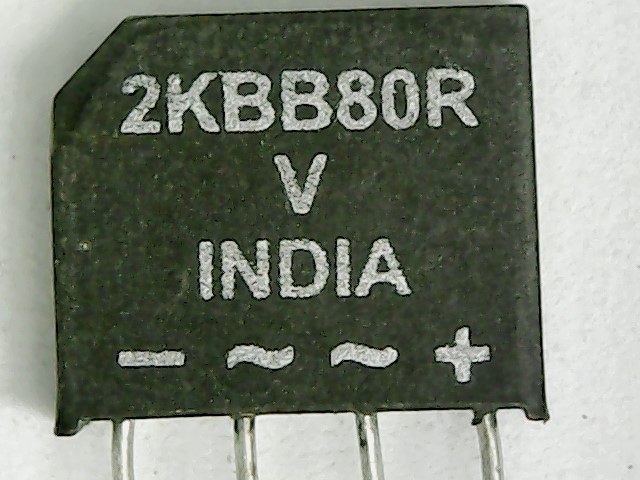 2KBB80R
V
INDIA
− ~ ~ +